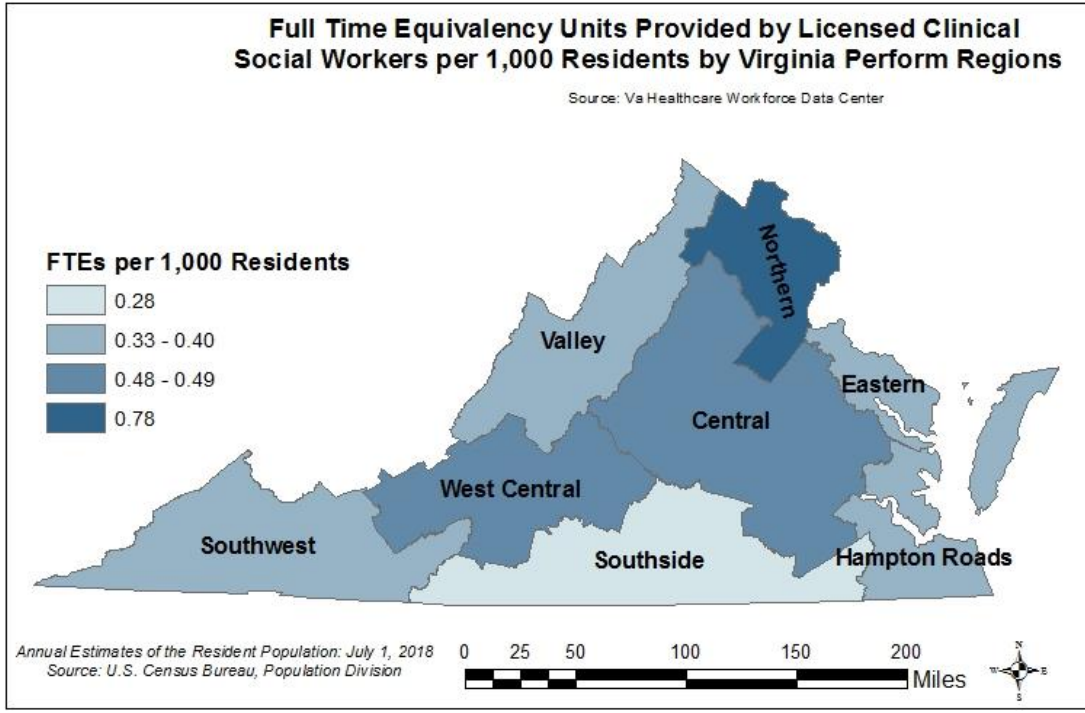 Full Time Equivalency Units Provided by Licensed Clinical
Social Workers per 1,000 Residents by Virginia Perform Regions
Source: Va Healthcare Workforce Data Center
FTEs per 1,000 Residents
0.28
0.33 - 0.40
0.48 - 0.49
0.78
Northern
Valley
Eastern
Central
West Central
Southwest
Southside
Hampton Roads
Annual Estimates of the Resident Population: July 1, 2018
Source: U.S. Census Bureau, Population Division
0 25 50 100 150 200
Miles
N
W E
S